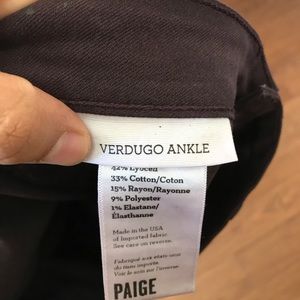 VERDUGO ANKLE
42% Lyocell
33% Cotton/Coton
15% Rayon/Rayonne
9% Polyester
1% Elastane/
Élasthanne
Made in the USA
of imported fabric.
See care on reverse.
Fabriqué aux états-unis
du tissu importé.
Voir le soin sur l'inverse.
PAIGE